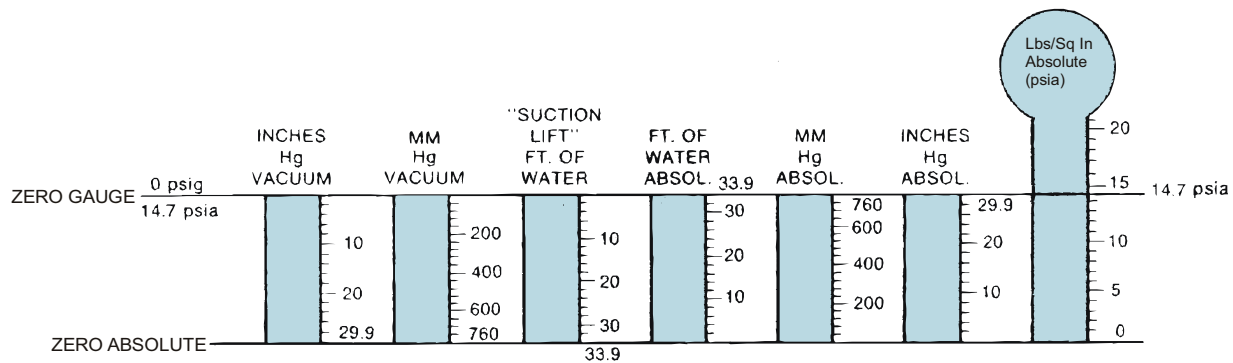 Lbs/Sq In
Absolute
(psia)
INCHES
Hg
VACUUM
MM
Hg
VACUUM
"SUCTION
LIFT"
FT. OF
WATER
FT. OF
WATER
ABSOL.
33.9
MM
Hg
ABSOL.
INCHES
Hg
ABSOL.
ZERO GAUGE
0 psig
14.7 psia
10
20
29.9
200
400
600
760
10
20
30
33.9
30
20
10
760
600
400
200
29.9
20
10
20
15
10
5
0
14.7 psia
ZERO ABSOLUTE